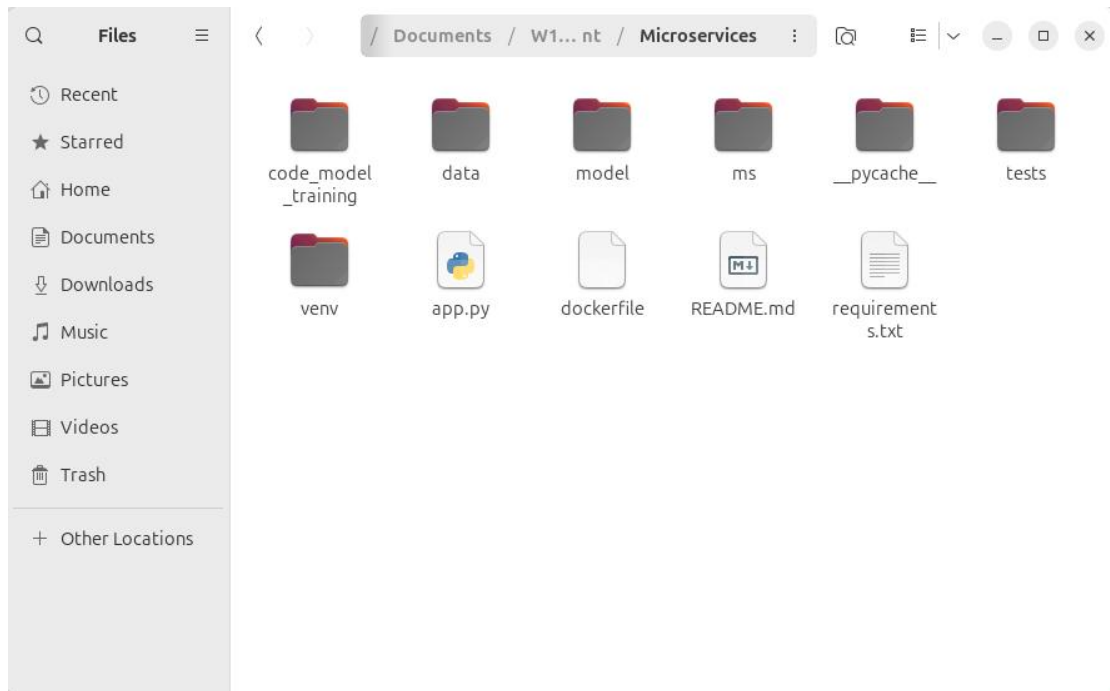 Files
/ Documents / W1... nt / Microservices
Recent
Starred
Home
Documents
Downloads
Music
Pictures
Videos
Trash
+ Other Locations
code_model
_training
data
model
ms
__pycache__
tests
venv
app.py
dockerfile
M↓
README.md
requirement
s.txt